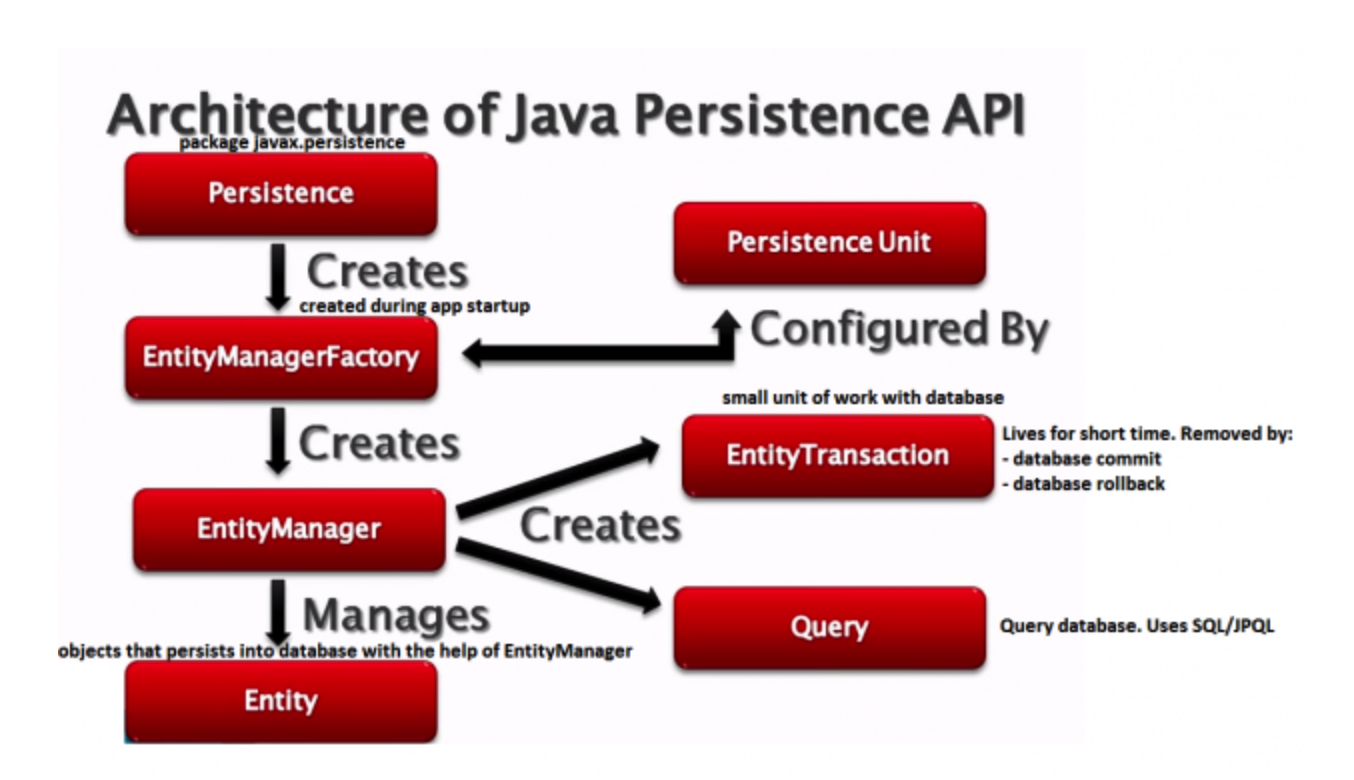 Architecture of Java Persistence API
package javax.persistence
Persistence
Creates
created during app startup
EntityManagerFactory
Persistence Unit
Configured By
Creates
small unit of work with database
EntityTransaction
Lives for short time. Removed by:
- database commit
- database rollback
EntityManager
Creates
Manages
objects that persists into database with the help of EntityManager
Entity
Query
Query database. Uses SQL/JPQL